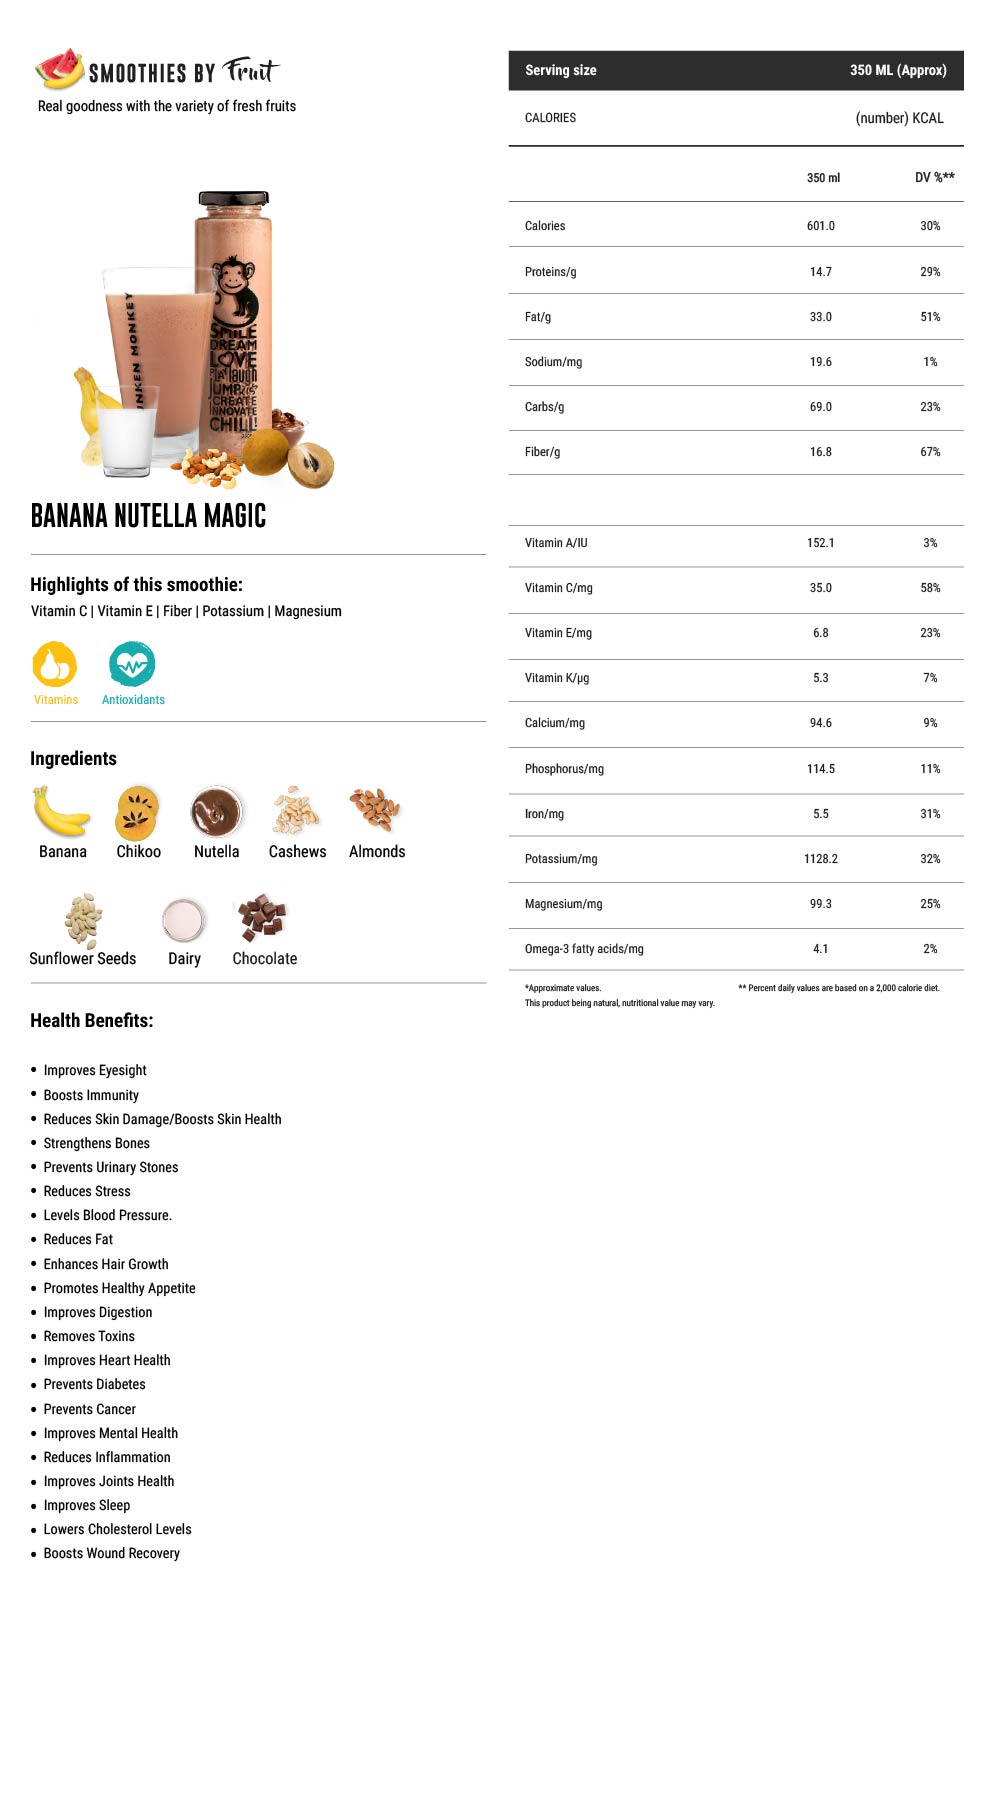 SMOOTHIES BY Fruit
Real goodness with the variety of fresh fruits
UNKEN MONKEY
SMILE
DREAM
LOVE
PLAY laugh
JUMP
CREATE
INNOVATE
CHILL!
BANANA NUTELLA MAGIC
Highlights of this smoothie:
Vitamin C | Vitamin E | Fiber | Potassium | Magnesium
Vitamins Antioxidants
Ingredients
Banana Chikoo Nutella Cashews Almonds
Sunflower Seeds Dairy Chocolate
Health Benefits:
• Improves Eyesight
• Boosts Immunity
• Reduces Skin Damage/Boosts Skin Health
• Strengthens Bones
• Prevents Urinary Stones
• Reduces Stress
• Levels Blood Pressure.
• Reduces Fat
• Enhances Hair Growth
• Promotes Healthy Appetite
• Improves Digestion
• Removes Toxins
• Improves Heart Health
• Prevents Diabetes
• Prevents Cancer
• Improves Mental Health
• Reduces Inflammation
• Improves Joints Health
• Improves Sleep
• Lowers Cholesterol Levels
• Boosts Wound Recovery
Serving size 350 ML (Approx)
CALORIES (number) KCAL
350 ml DV %**
Calories 601.0 30%
Proteins/g 14.7 29%
Fat/g 33.0 51%
Sodium/mg 19.6 1%
Carbs/g 69.0 23%
Fiber/g 16.8 67%
Vitamin A/IU 152.1 3%
Vitamin C/mg 35.0 58%
Vitamin E/mg 6.8 23%
Vitamin K/µg 5.3 7%
Calcium/mg 94.6 9%
Phosphorus/mg 114.5 11%
Iron/mg 5.5 31%
Potassium/mg 1128.2 32%
Magnesium/mg 99.3 25%
Omega-3 fatty acids/mg 4.1 2%
*Approximate values. ** Percent daily values are based on a 2,000 calorie diet.
This product being natural, nutritional value may vary.